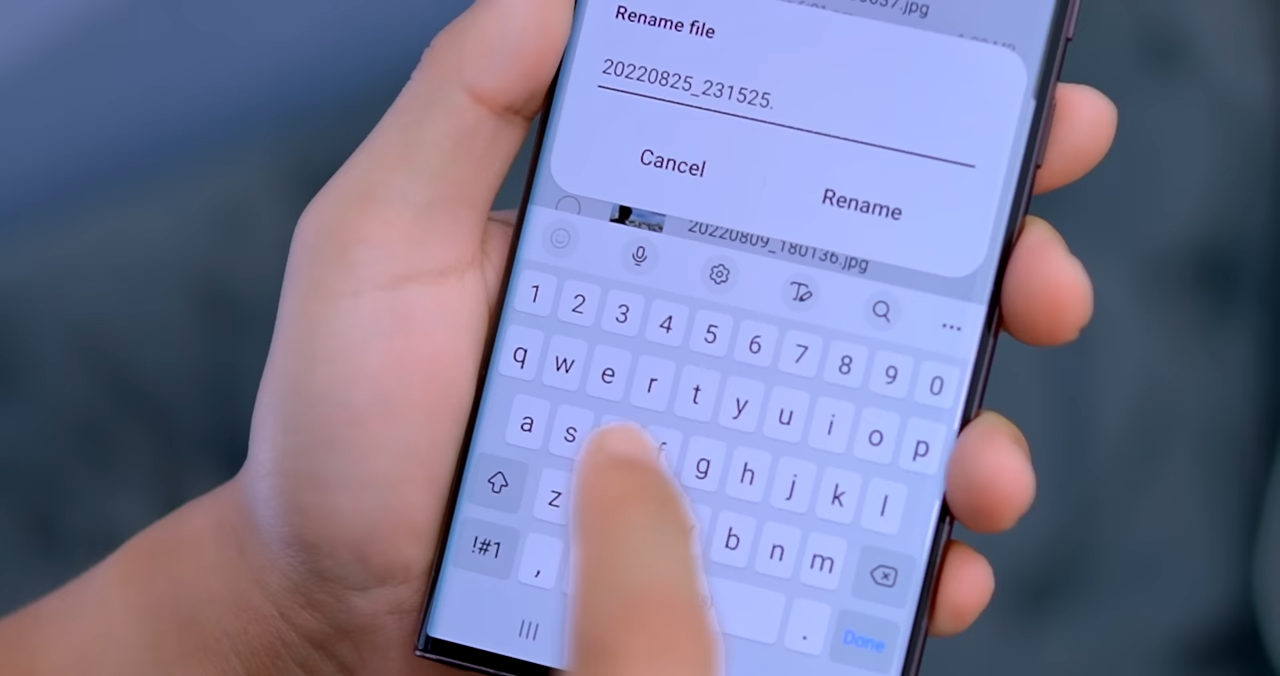 Rename file
20220825_231525.
Cancel
Rename
20220809_180136.jpg
1 2 3 4 5 6 7 8 9 0
q w e r t y u i o p
a s f g h j k l
z b n m
!#1 , . Done